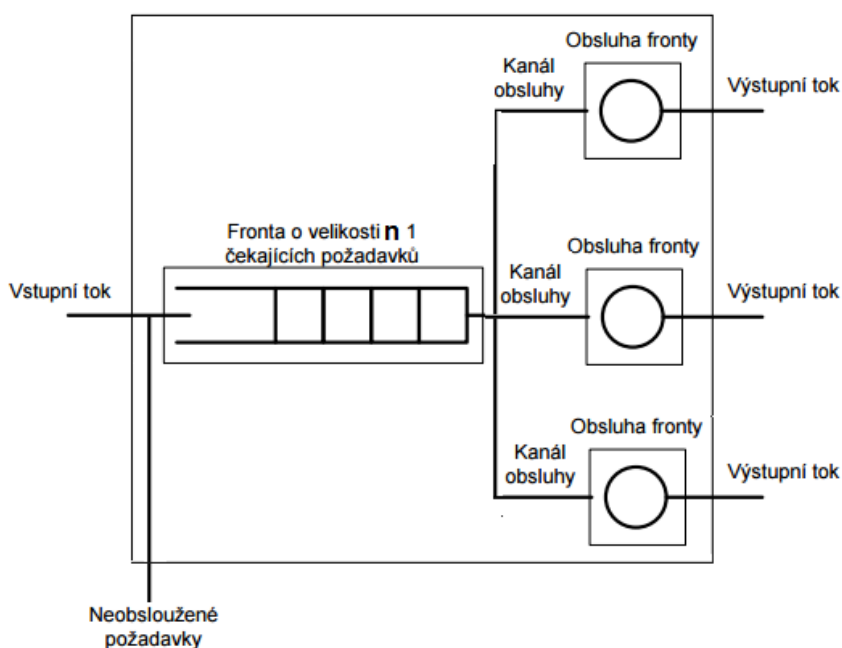 Obsluha fronty
Kanál
obsluhy
Výstupní tok
Fronta o velikosti n 1
čekajících požadavků
Obsluha fronty
Vstupní tok
Kanál
obsluhy
Výstupní tok
Obsluha fronty
Kanál
obsluhy
Výstupní tok
Neobsloužené
požadavky